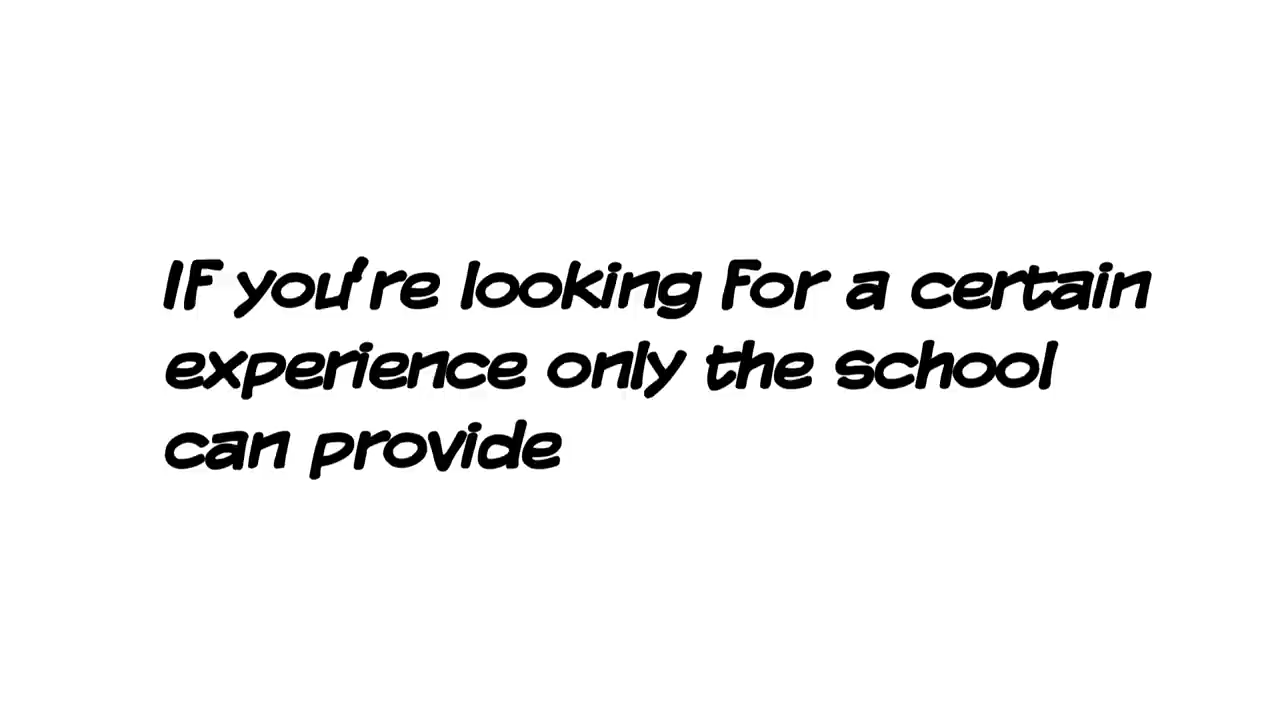 If you're looking for a certain
experience only the school
can provide